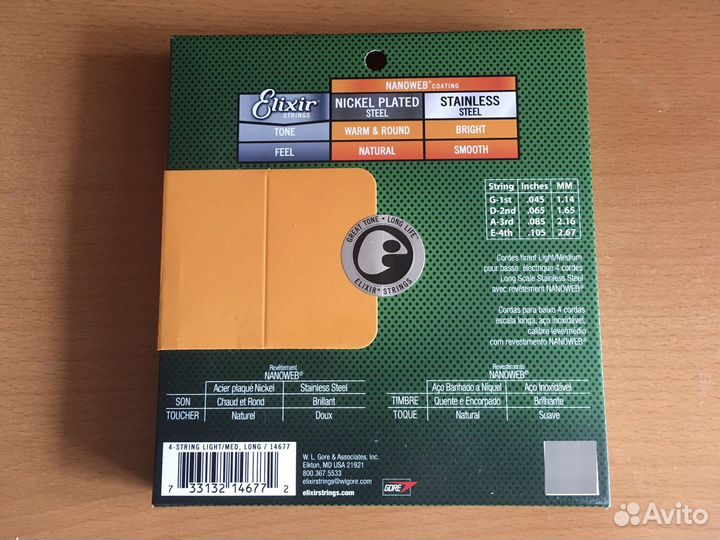 NANOWEB® COATING
Elixir STRINGS NICKEL PLATED STEEL STAINLESS STEEL
TONE WARM & ROUND BRIGHT
FEEL NATURAL SMOOTH
String Inches MM
G-1st .045 1.14
D-2nd .065 1.65
A-3rd .085 2.16
E-4th .105 2.67
GREAT TONE • LONG LIFE™
ELIXIR® STRINGS
Cordes tirant Light/Medium
pour basse électrique 4 cordes
Long Scale Stainless Steel
avec revêtement NANOWEB®
Cordas para baixo 4 cordas
escala longa, aço inoxidável,
calibre leve/médio
com revestimento NANOWEB®
Revêtement
NANOWEB®
Acier plaqué Nickel Stainless Steel
SON Chaud et Rond Brillant
TOUCHER Naturel Doux
Revestimento
NANOWEB®
Aço Banhado a Níquel Aço Inoxidável
TIMBRE Quente e Encorpado Brilhante
TOQUE Natural Suave
4-STRING LIGHT/MED, LONG / 14677
7 33132 14677 2
W. L. Gore & Associates, Inc.
Elkton, MD USA 21921
800.367.5533
elixirstrings@wlgore.com
elixirstrings.com
GORE
Avito